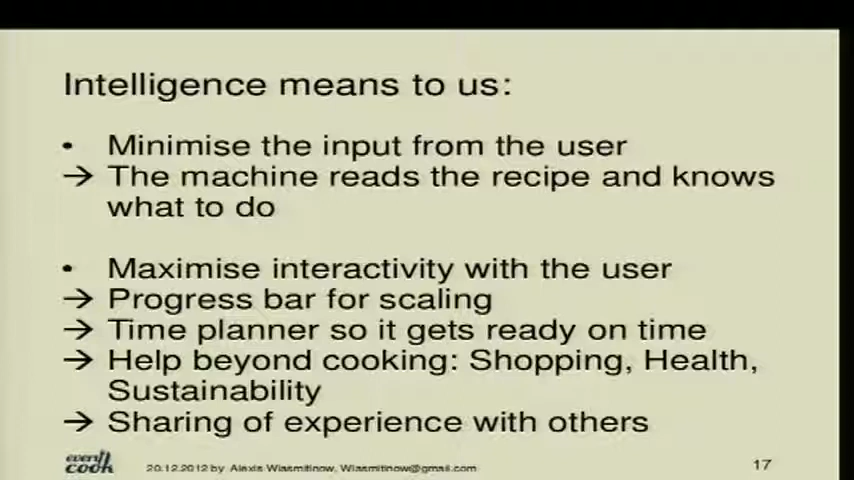 Intelligence means to us:
• Minimise the input from the user
→ The machine reads the recipe and knows
what to do
• Maximise interactivity with the user
→ Progress bar for scaling
→ Time planner so it gets ready on time
→ Help beyond cooking: Shopping, Health,
Sustainability
→ Sharing of experience with others
every
cook
20.12.2012 by Alexis Wiasmitinow, Wiasmitinow@gmail.com
17